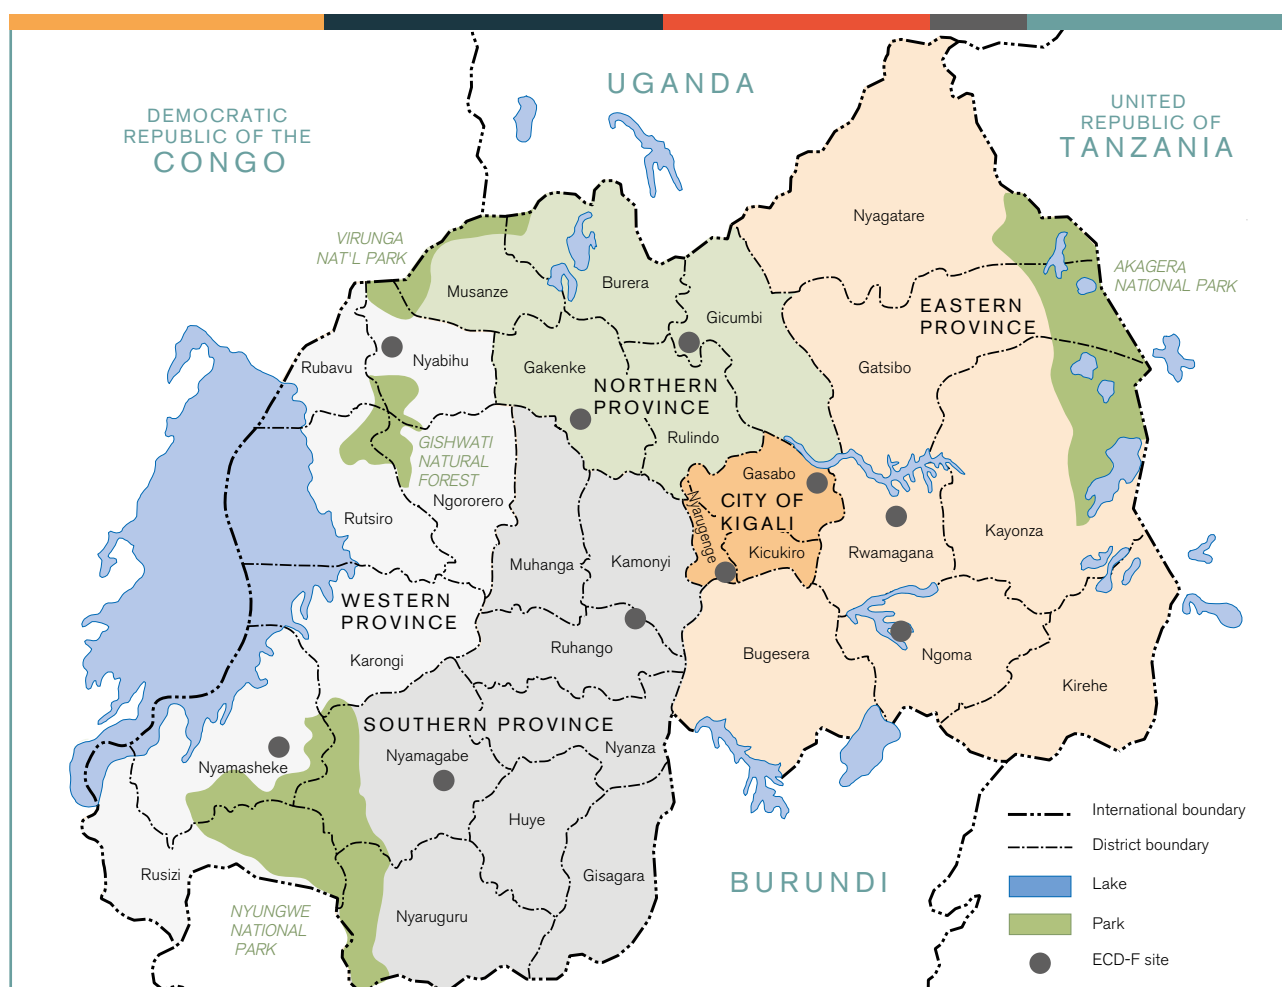 UGANDA
DEMOCRATIC
REPUBLIC OF THE
CONGO
UNITED
REPUBLIC OF
TANZANIA
Nyagatare
VIRUNGA
NAT'L PARK
AKAGERA
NATIONAL PARK
Musanze
Burera
Gicumbi
EASTERN
PROVINCE
Rubavu
Nyabihu
Gakenke
Gatsibo
NORTHERN
PROVINCE
Rulindo
GISHWATI
NATURAL
FOREST
Ngororero
Gasabo
CITY OF
KIGALI
Nyarugenge
Kicukiro
Rutsiro
Rwamagana
Kayonza
Muhanga
Kamonyi
WESTERN
PROVINCE
Karongi
Ruhango
Bugesera
Ngoma
Kirehe
SOUTHERN PROVINCE
Nyamagabe
Nyanza
Nyamasheke
Huye
Rusizi
Gisagara
Nyaruguru
BURUNDI
NYUNGWE
NATIONAL
PARK
International boundary
District boundary
Lake
Park
ECD-F site